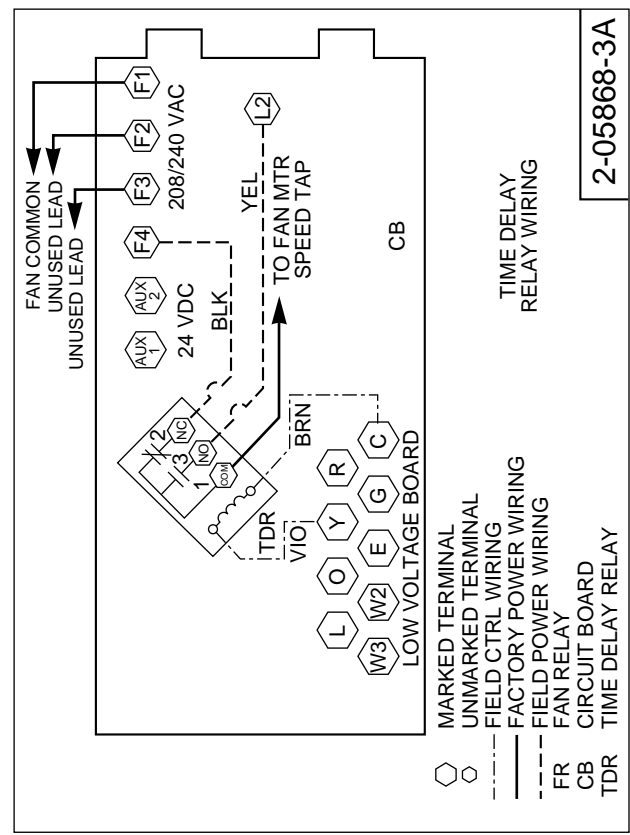 FAN COMMON
UNUSED LEAD
UNUSED LEAD
AUX
1
AUX
2
F4
F3
F2
F1
24 VDC
208/240 VAC
BLK
YEL
L2
2
NC
3
NO
1
COM
TO FAN MTR
SPEED TAP
TDR
VIO
BRN
L
O
Y
R
W3
W2
E
G
C
LOW VOLTAGE BOARD
CB
MARKED TERMINAL
UNMARKED TERMINAL
FIELD CTRL WIRING
FACTORY POWER WIRING
FIELD POWER WIRING
FR FAN RELAY
CB CIRCUIT BOARD
TDR TIME DELAY RELAY
TIME DELAY
RELAY WIRING
2-05868-3A